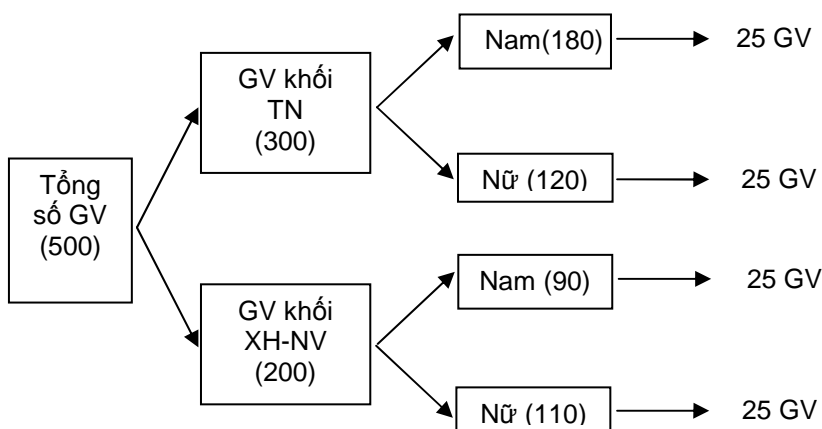 Tổng
số GV
(500)
GV khối
TN
(300)
Nam(180)
25 GV
Nữ (120)
25 GV
GV khối
XH-NV
(200)
Nam (90)
25 GV
Nữ (110)
25 GV